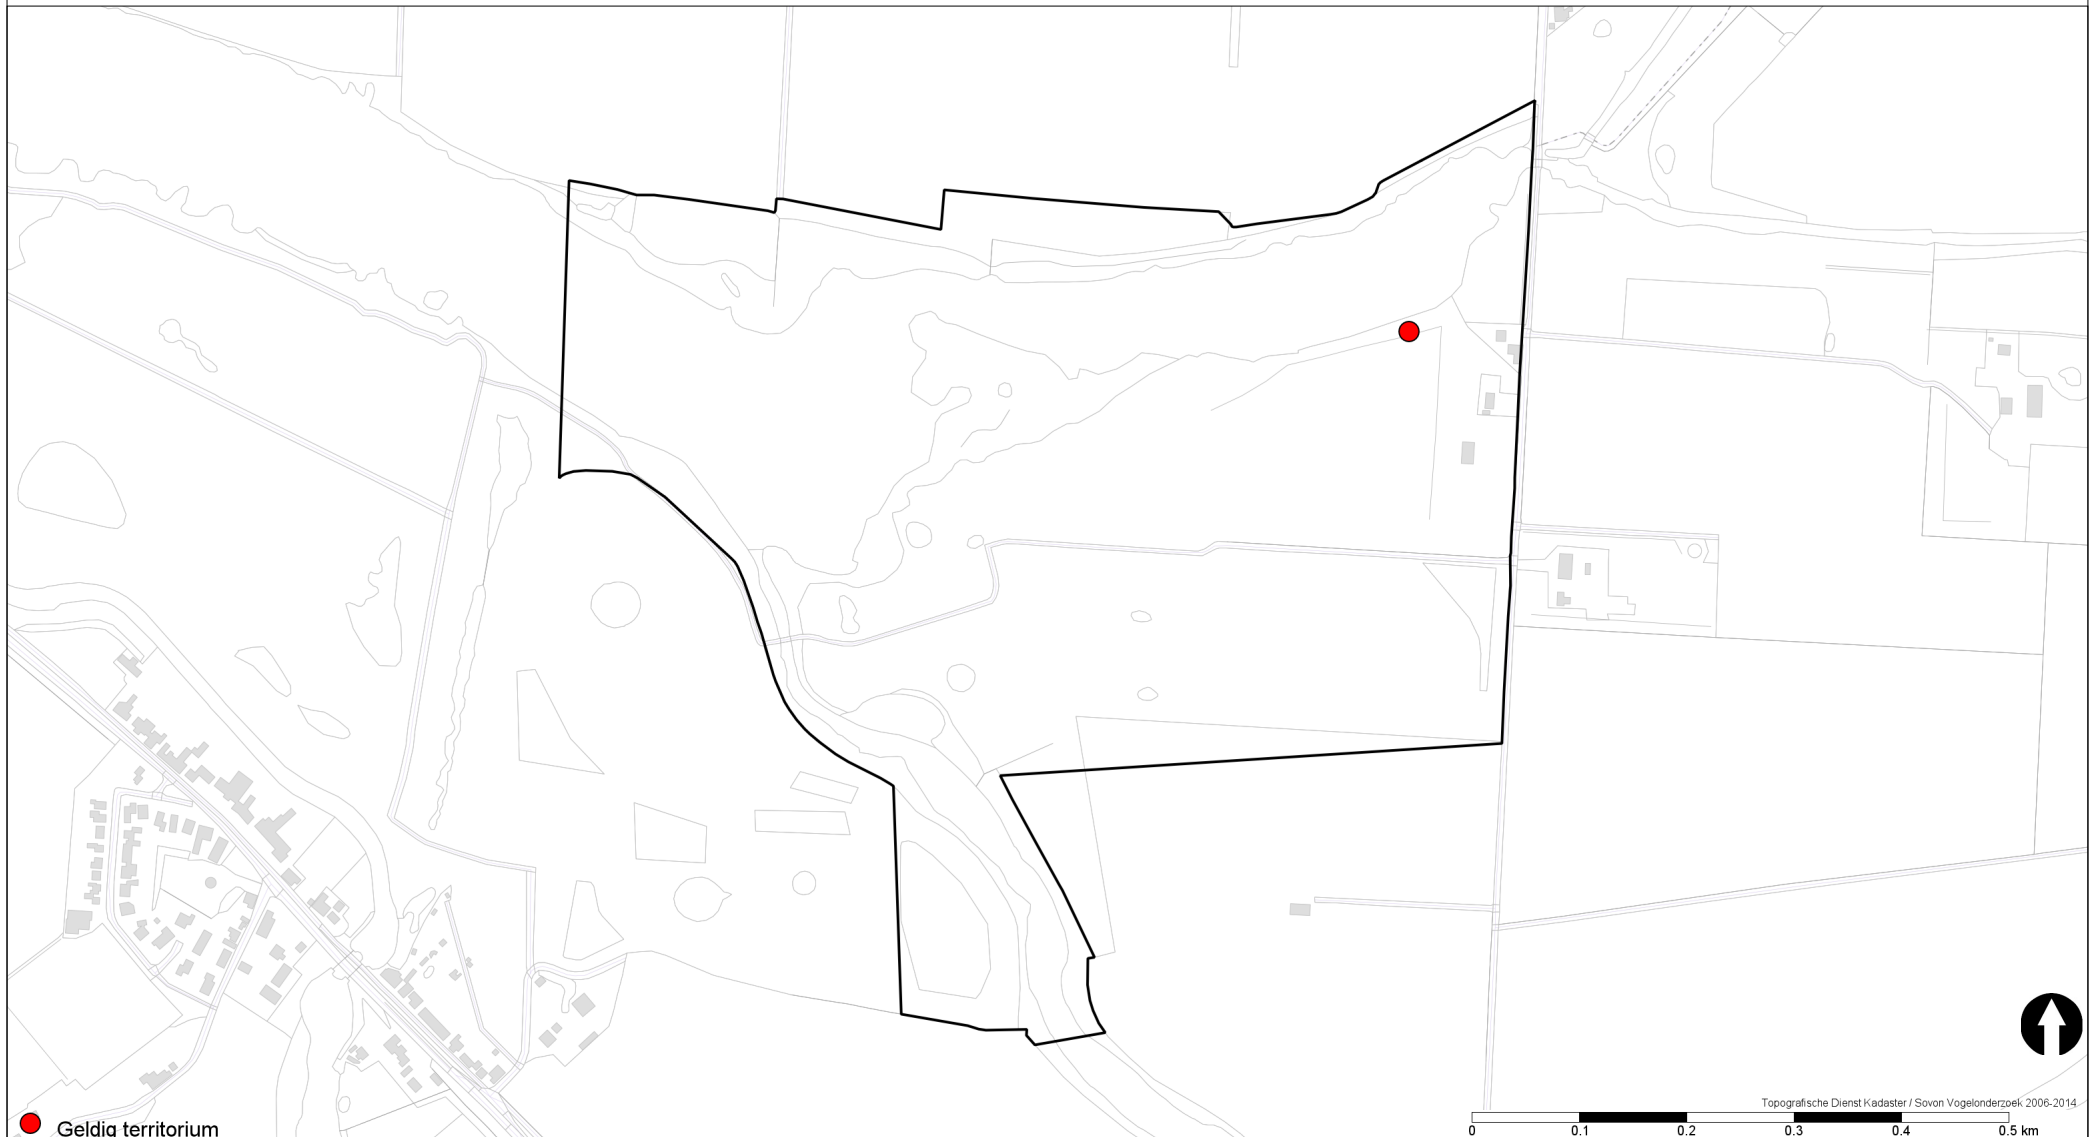 Topografische Dienst Kadaster / Sovon Vogelonderzoek 2006-2014
Geldig territorium
0 0.1 0.2 0.3 0.4 0.5 km